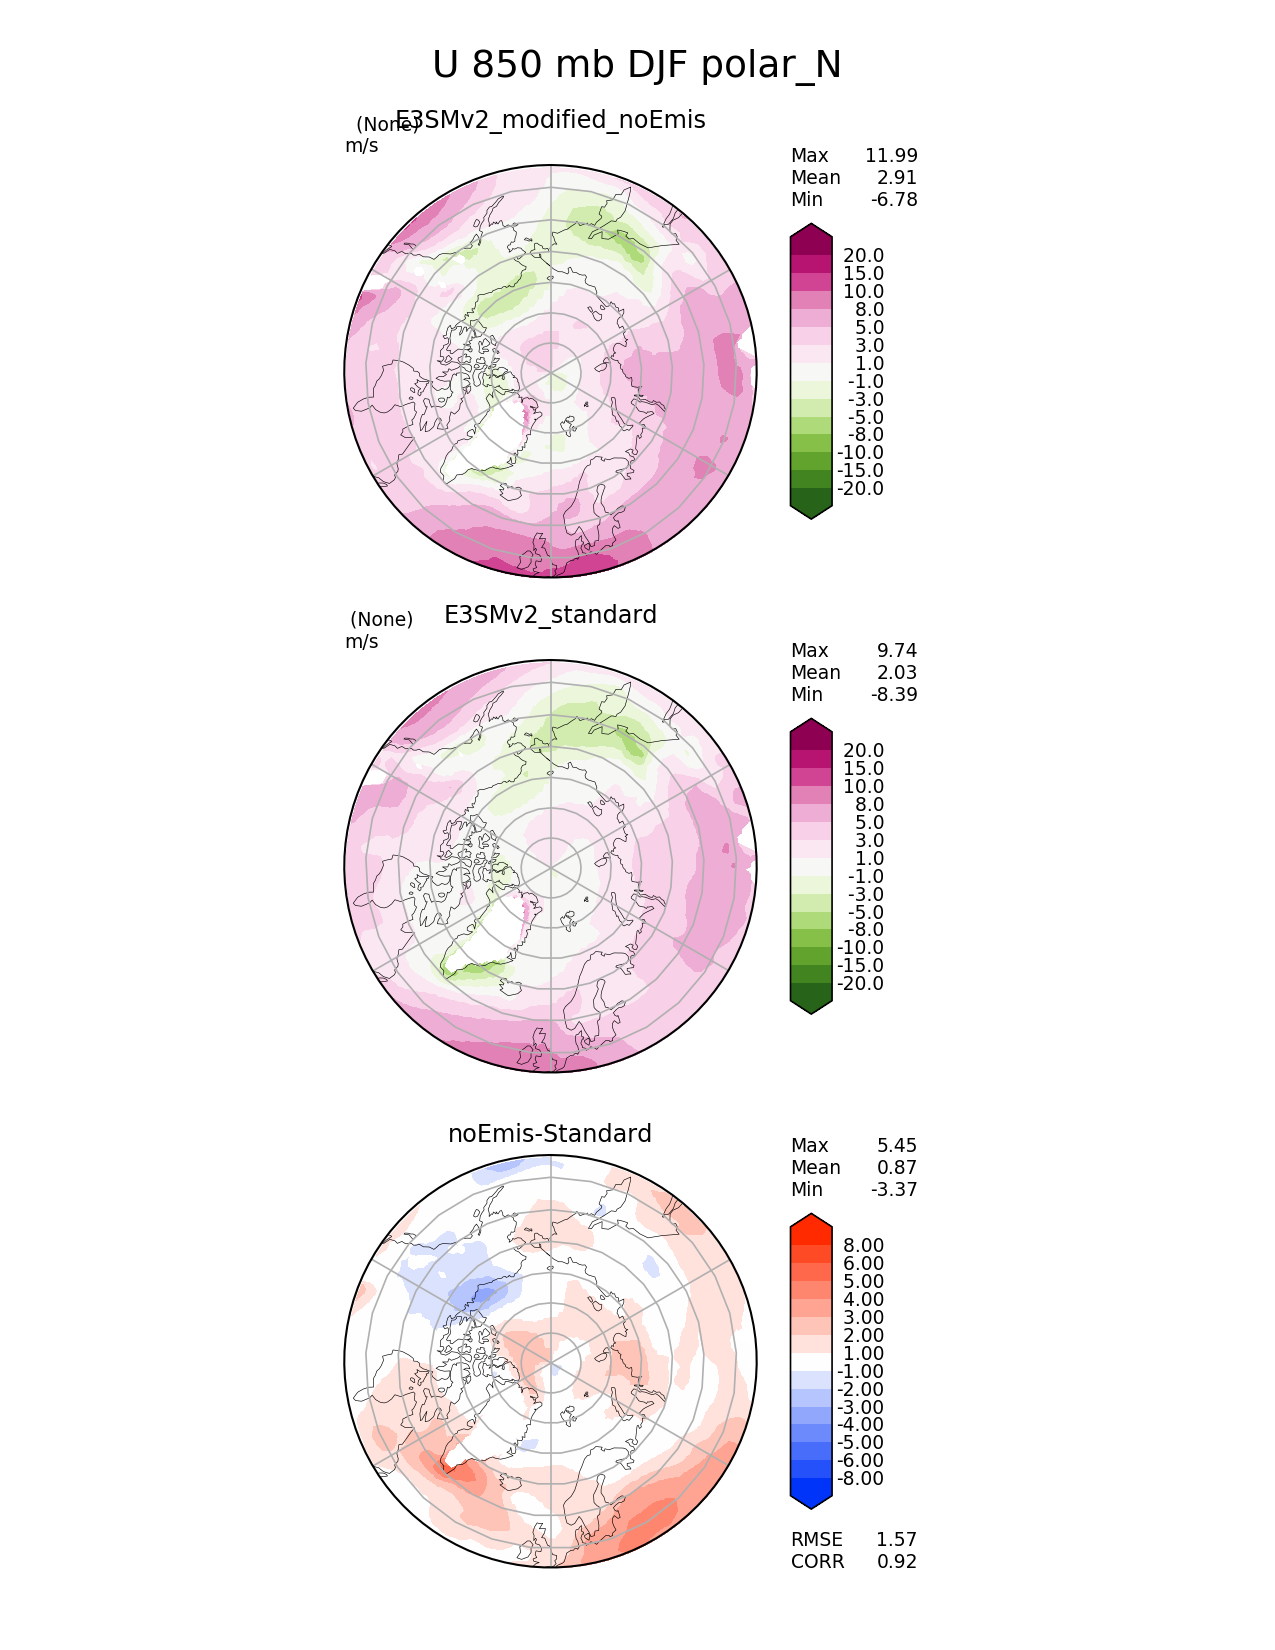 U 850 mb DJF polar_N
E3SMv2_modified_noEmis
(None)
m/s
Max 11.99
Mean 2.91
Min -6.78
20.0
15.0
10.0
8.0
5.0
3.0
1.0
-1.0
-3.0
-5.0
-8.0
-10.0
-15.0
-20.0
(None)
E3SMv2_standard
m/s
Max 9.74
Mean 2.03
Min -8.39
20.0
15.0
10.0
8.0
5.0
3.0
1.0
-1.0
-3.0
-5.0
-8.0
-10.0
-15.0
-20.0
noEmis-Standard
Max 5.45
Mean 0.87
Min -3.37
8.00
6.00
5.00
4.00
3.00
2.00
1.00
-1.00
-2.00
-3.00
-4.00
-5.00
-6.00
-8.00
RMSE 1.57
CORR 0.92